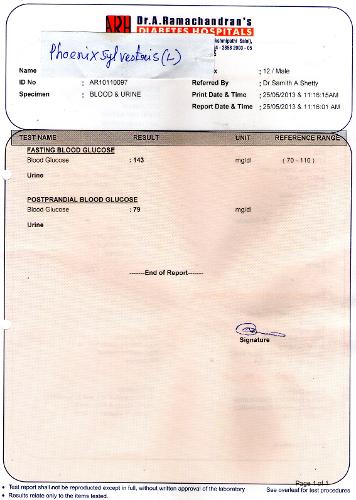 ARH Dr.A.Ramachandran's
DIABETES HOSPITALS
Phoenix sylvestris (L)
Name x : 12 / Male
ID No : AR10110097 Referred By : Dr Samith A Shetty
Specimen : BLOOD & URINE Print Date & Time : 25/05/2013 & 11:16:15AM
Report Date & Time : 25/05/2013 & 11:16:01 AM
TEST NAME RESULT UNIT REFERENCE RANGE
FASTING BLOOD GLUCOSE
Blood Glucose : 143 mg/dl ( 70 - 110 )
Urine
POSTPRANDIAL BLOOD GLUCOSE
Blood Glucose : 79 mg/dl
Urine
-------End of Report-------
Signature
Page 1 of 1
• Test report shall not be reproduced except in full, without written approval of the laboratory See overleaf for test procedures
• Results relate only to the items tested.